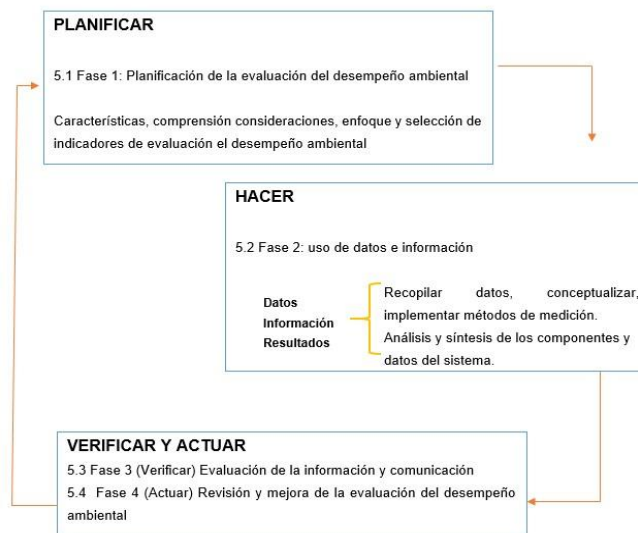 PLANIFICAR
5.1 Fase 1: Planificación de la evaluación del desempeño ambiental
Características, comprensión consideraciones, enfoque y selección de
indicadores de evaluación el desempeño ambiental
HACER
5.2 Fase 2: uso de datos e información
Datos
Información
Resultados
Recopilar datos, conceptualizar,
implementar métodos de medición.
Análisis y síntesis de los componentes y
datos del sistema.
VERIFICAR Y ACTUAR
5.3 Fase 3 (Verificar) Evaluación de la información y comunicación
5.4 Fase 4 (Actuar) Revisión y mejora de la evaluación del desempeño
ambiental